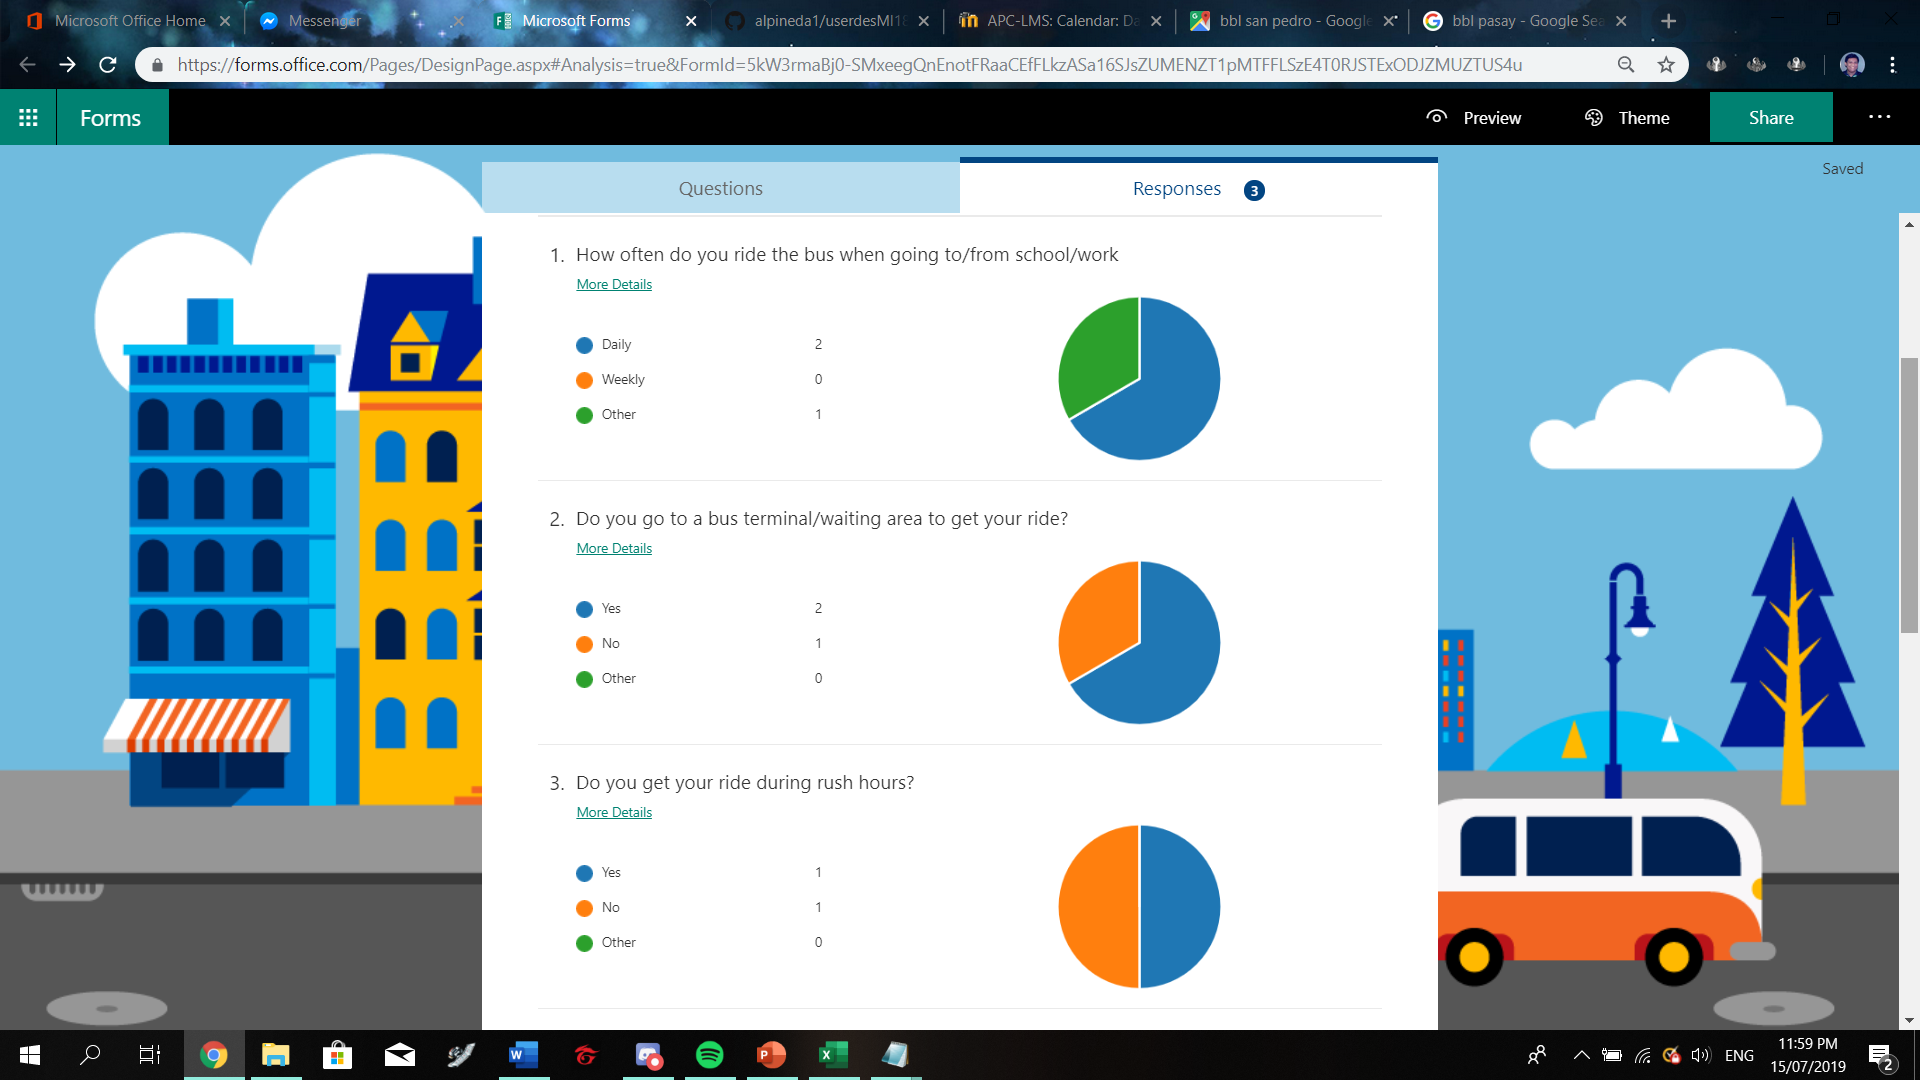 Microsoft Office Home
Messenger
Microsoft Forms
alpineda1/userdesMI18
APC-LMS: Calendar: Da
bbl san pedro - Google
bbl pasay - Google Sea
https://forms.office.com/Pages/DesignPage.aspx#Analysis=true&FormId=5kW3rmaBj0-SMxeegQnEnotFRaaCEfFLkzASa16SJsZUMENZT1pMTFFLSzE4T0RJSTExODJZMUZTUS4u
Forms
Preview
Theme
Share
Saved
Questions
Responses 3
1. How often do you ride the bus when going to/from school/work
More Details
Daily 2
Weekly 0
Other 1
2. Do you go to a bus terminal/waiting area to get your ride?
More Details
Yes 2
No 1
Other 0
3. Do you get your ride during rush hours?
More Details
Yes 1
No 1
Other 0
ENG
11:59 PM
15/07/2019
2